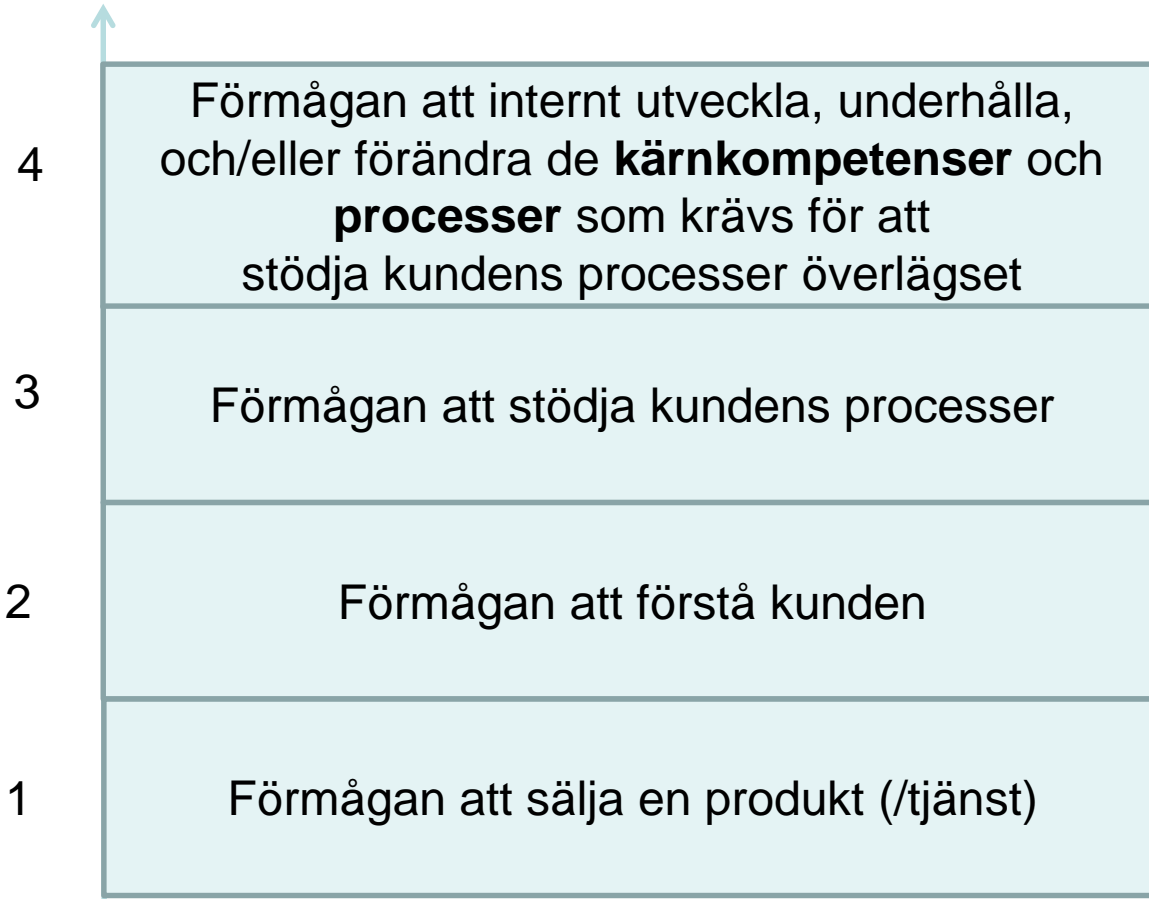 4
Förmågan att internt utveckla, underhålla,
och/eller förändra de kärnkompetenser och
processer som krävs för att
stödja kundens processer överlägset
3
Förmågan att stödja kundens processer
2
Förmågan att förstå kunden
1
Förmågan att sälja en produkt (/tjänst)